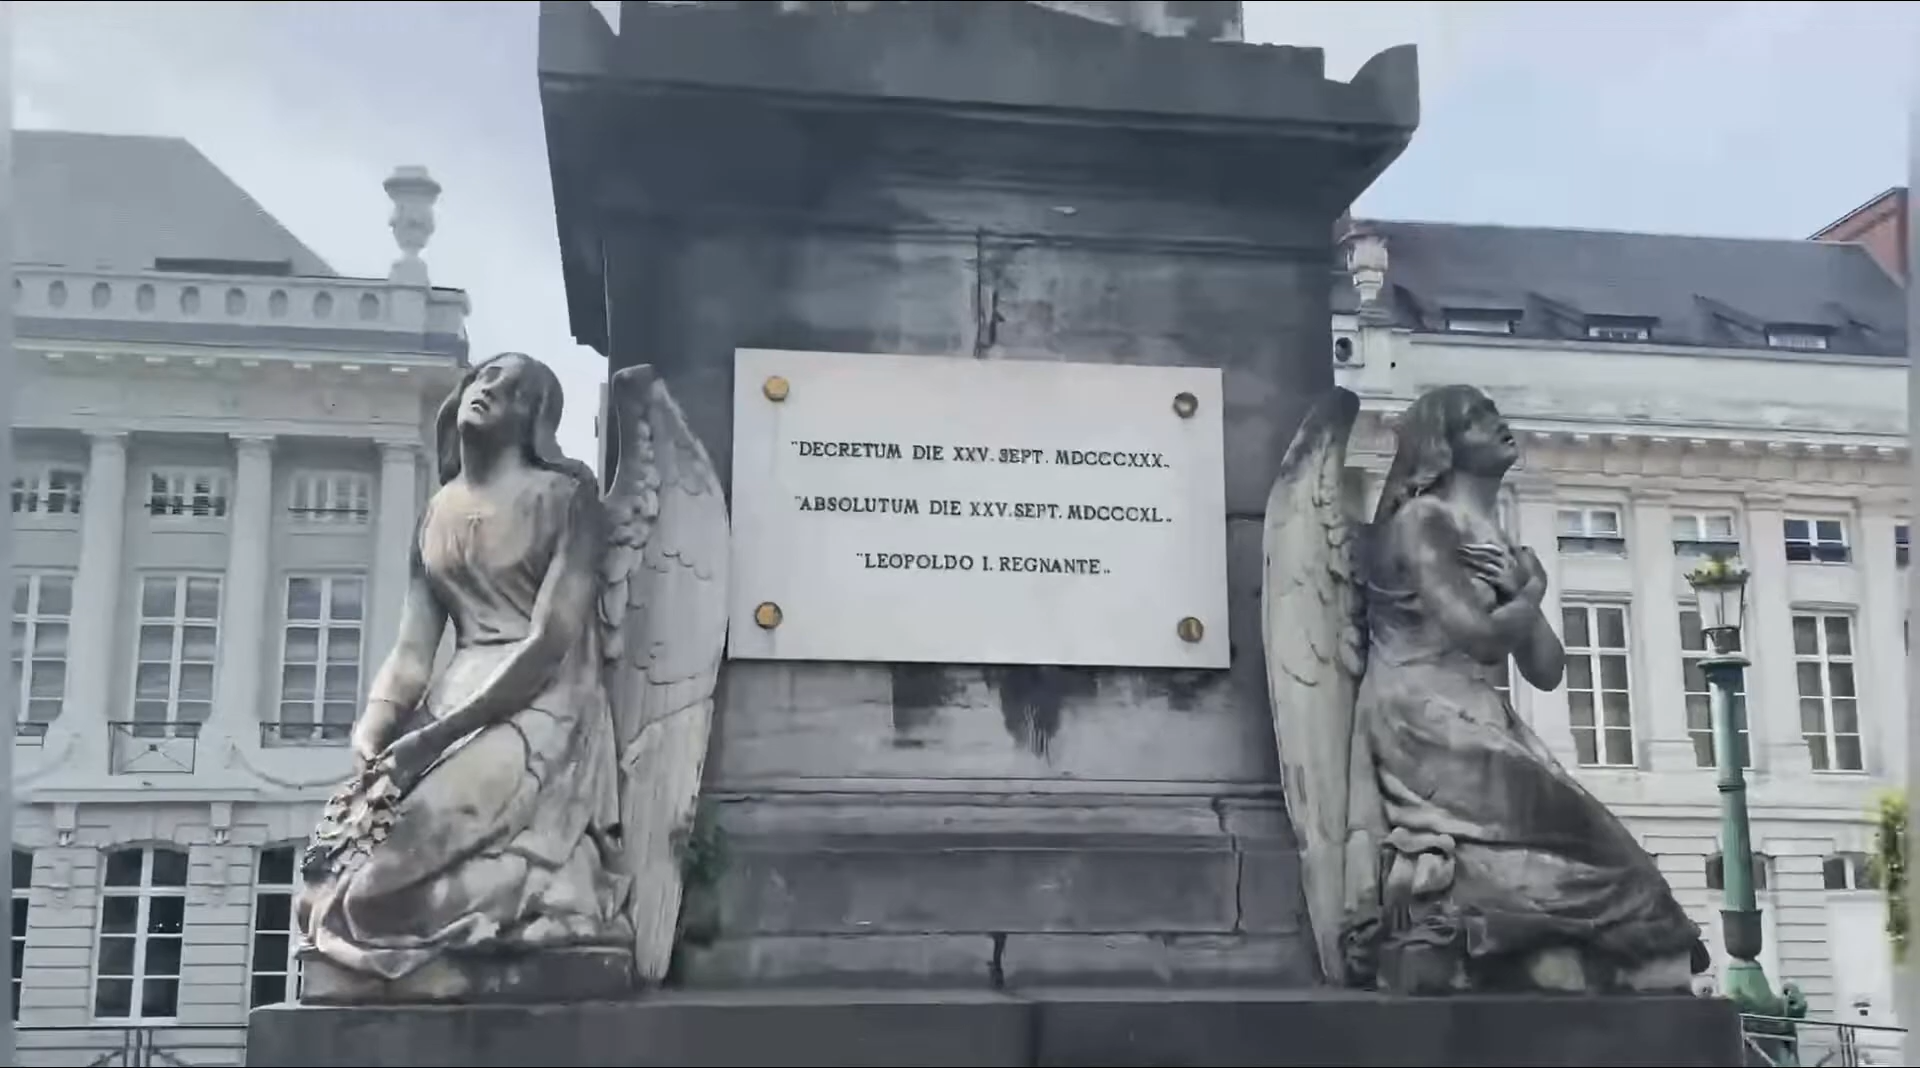 "DECRETUM DIE XXV. SEPT. MDCCCXXX„
"ABSOLUTUM DIE XXV. SEPT. MDCCCXL„
"LEOPOLDO I. REGNANTE„